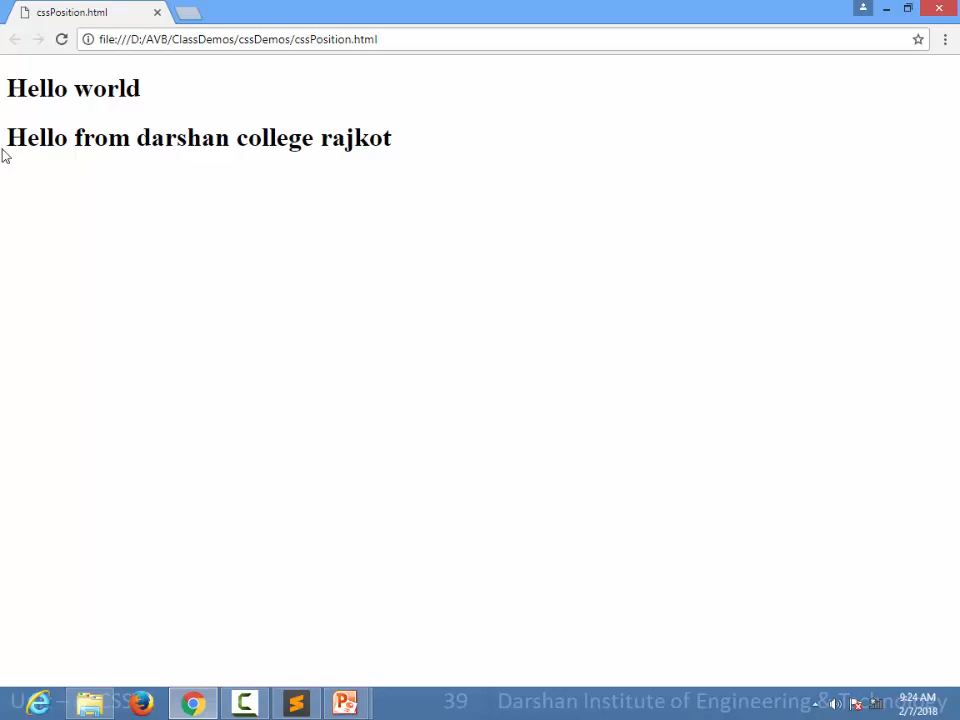 cssPosition.html
file:///D:/AVB/ClassDemos/cssDemos/cssPosition.html
Hello world
Hello from darshan college rajkot
39 Darshan Institute of Engineering & Technology
9:24 AM
2/7/2018